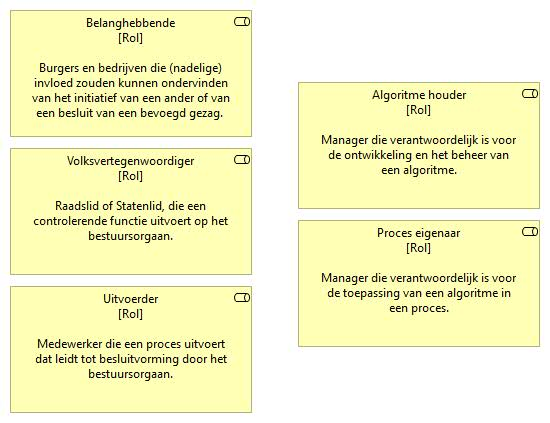 Belanghebbende
[Rol]
Burgers en bedrijven die (nadelige)
invloed zouden kunnen ondervinden
van het initiatief van een ander of van
een besluit van een bevoegd gezag.
Volksvertegenwoordiger
[Rol]
Raadslid of Statenlid, die een
controlerende functie uitvoert op het
bestuursorgaan.
Uitvoerder
[Rol]
Medewerker die een proces uitvoert
dat leidt tot besluitvorming door het
bestuursorgaan.
Algoritme houder
[Rol]
Manager die verantwoordelijk is voor
de ontwikkeling en het beheer van
een algoritme.
Proces eigenaar
[Rol]
Manager die verantwoordelijk is voor
de toepassing van een algoritme in
een proces.